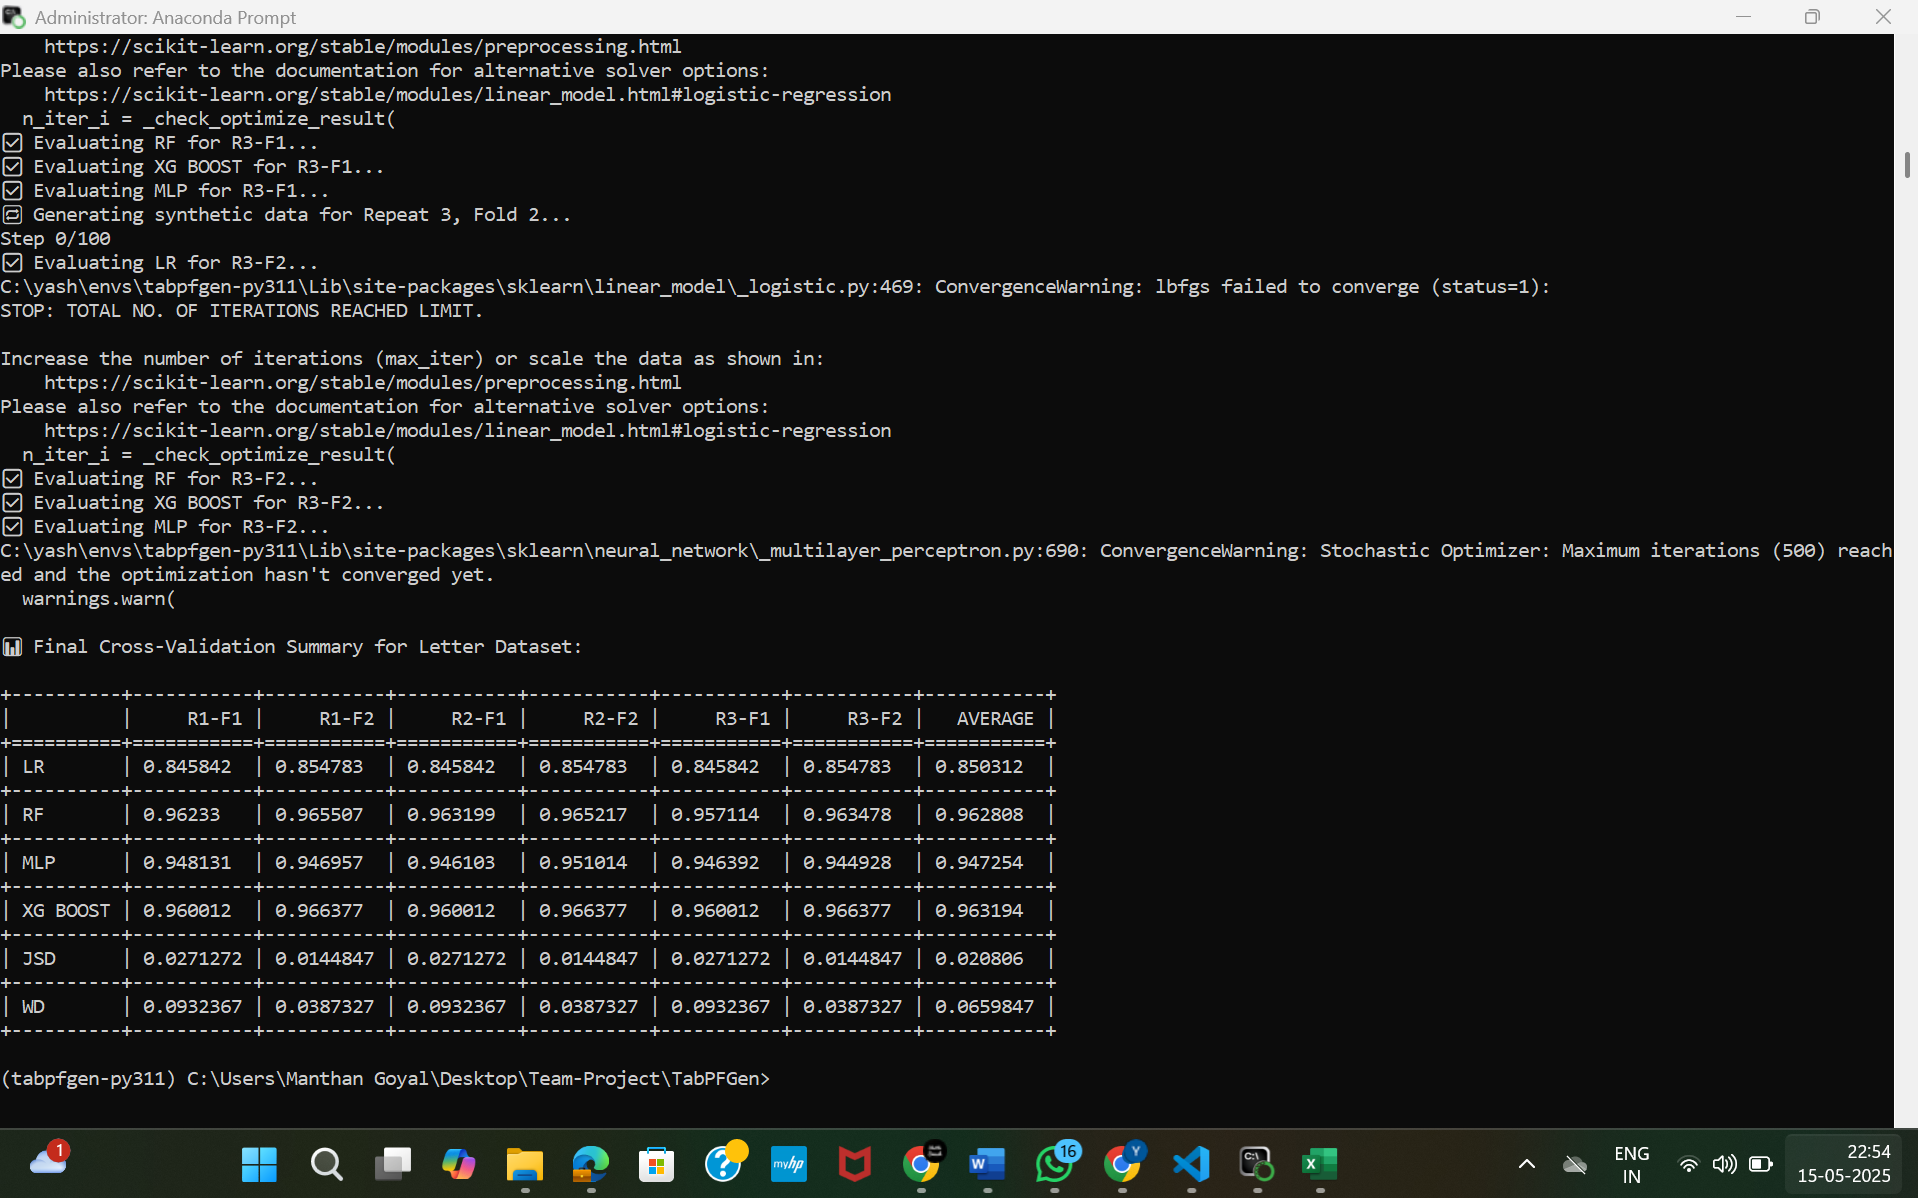 Administrator: Anaconda Prompt
    https://scikit-learn.org/stable/modules/preprocessing.html
Please also refer to the documentation for alternative solver options:
    https://scikit-learn.org/stable/modules/linear_model.html#logistic-regression
  n_iter_i = _check_optimize_result(
Evaluating RF for R3-F1...
Evaluating XG BOOST for R3-F1...
Evaluating MLP for R3-F1...
Generating synthetic data for Repeat 3, Fold 2...
Step 0/100
Evaluating LR for R3-F2...
C:\yash\envs\tabpfgen-py311\Lib\site-packages\sklearn\linear_model\_logistic.py:469: ConvergenceWarning: lbfgs failed to converge (status=1):
STOP: TOTAL NO. OF ITERATIONS REACHED LIMIT.
Increase the number of iterations (max_iter) or scale the data as shown in:
    https://scikit-learn.org/stable/modules/preprocessing.html
Please also refer to the documentation for alternative solver options:
    https://scikit-learn.org/stable/modules/linear_model.html#logistic-regression
  n_iter_i = _check_optimize_result(
Evaluating RF for R3-F2...
Evaluating XG BOOST for R3-F2...
Evaluating MLP for R3-F2...
C:\yash\envs\tabpfgen-py311\Lib\site-packages\sklearn\neural_network\_multilayer_perceptron.py:690: ConvergenceWarning: Stochastic Optimizer: Maximum iterations (500) reach
ed and the optimization hasn't converged yet.
  warnings.warn(
Final Cross-Validation Summary for Letter Dataset:
+----------+-----------+-----------+-----------+-----------+-----------+-----------+-----------+
|          |     R1-F1 |     R1-F2 |     R2-F1 |     R2-F2 |     R3-F1 |     R3-F2 |   AVERAGE |
+==========+===========+===========+===========+===========+===========+===========+===========+
| LR       | 0.845842  | 0.854783  | 0.845842  | 0.854783  | 0.845842  | 0.854783  | 0.850312  |
+----------+-----------+-----------+-----------+-----------+-----------+-----------+-----------+
| RF       | 0.96233   | 0.965507  | 0.963199  | 0.965217  | 0.957114  | 0.963478  | 0.962808  |
+----------+-----------+-----------+-----------+-----------+-----------+-----------+-----------+
| MLP      | 0.948131  | 0.946957  | 0.946103  | 0.951014  | 0.946392  | 0.944928  | 0.947254  |
+----------+-----------+-----------+-----------+-----------+-----------+-----------+-----------+
| XG BOOST | 0.960012  | 0.966377  | 0.960012  | 0.966377  | 0.960012  | 0.966377  | 0.963194  |
+----------+-----------+-----------+-----------+-----------+-----------+-----------+-----------+
| JSD      | 0.0271272 | 0.0144847 | 0.0271272 | 0.0144847 | 0.0271272 | 0.0144847 | 0.020806  |
+----------+-----------+-----------+-----------+-----------+-----------+-----------+-----------+
| WD       | 0.0932367 | 0.0387327 | 0.0932367 | 0.0387327 | 0.0932367 | 0.0387327 | 0.0659847 |
+----------+-----------+-----------+-----------+-----------+-----------+-----------+-----------+
(tabpfgen-py311) C:\Users\Manthan Goyal\Desktop\Team-Project\TabPFGen>
1
myhp
W
16
Y
C:\
X
ENG
IN
22:54
15-05-2025